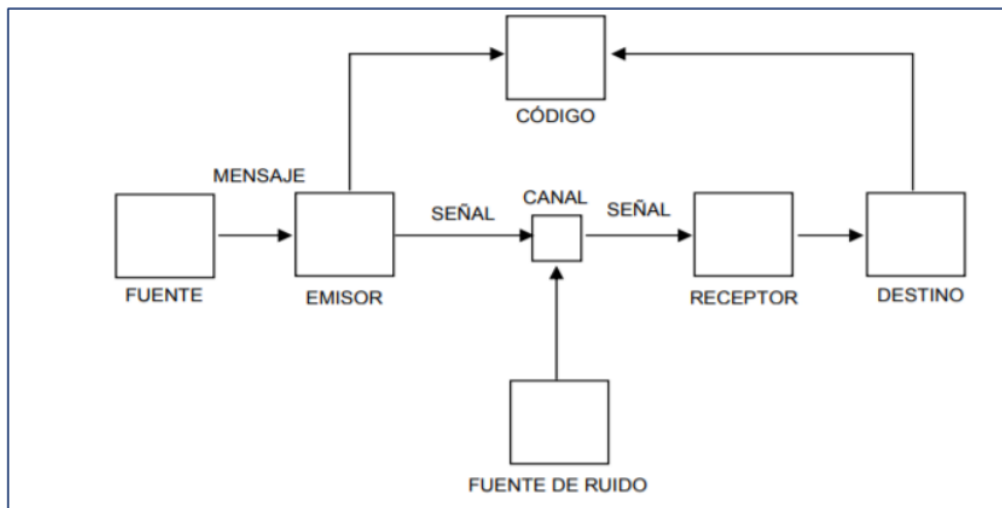 CÓDIGO
MENSAJE
SEÑAL
CANAL
SEÑAL
FUENTE
EMISOR
RECEPTOR
DESTINO
FUENTE DE RUIDO